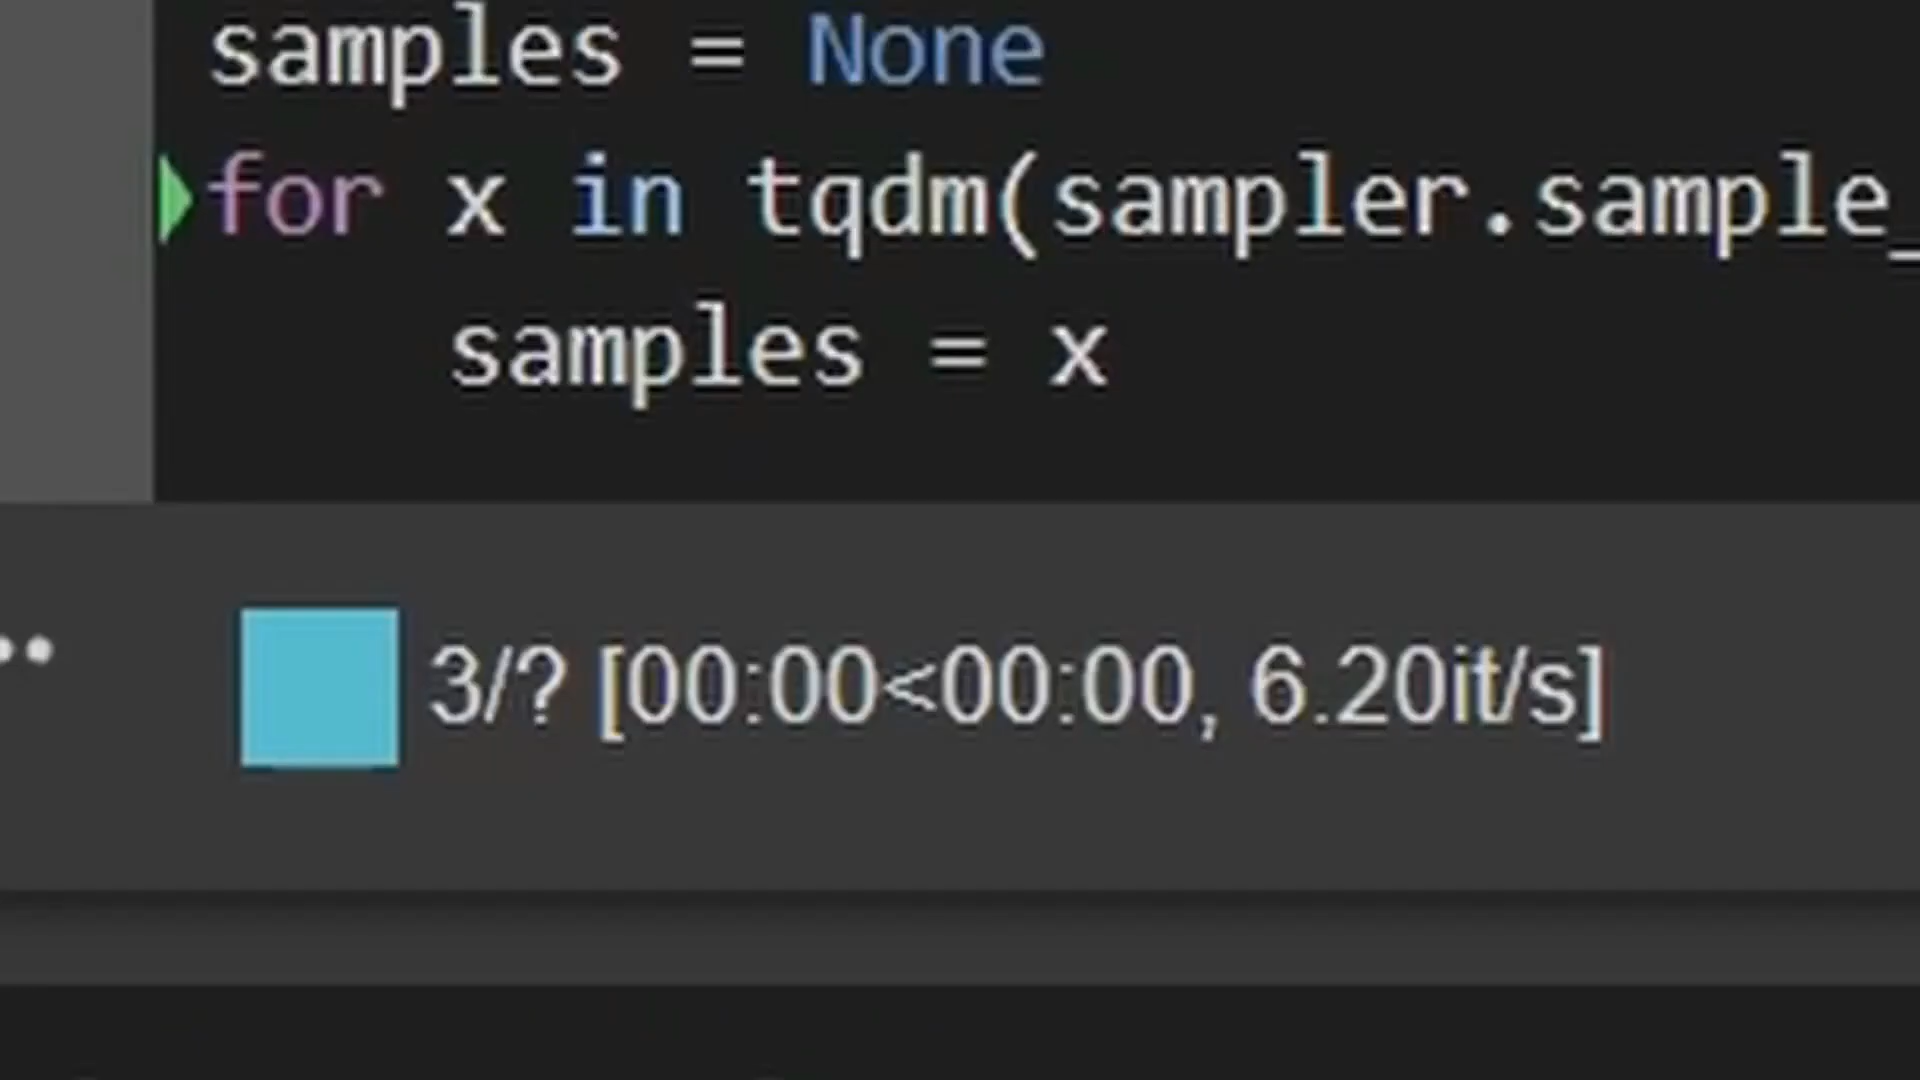 samples = None
for x in tqdm(sampler.sample_
samples = x
3/? [00:00<00:00, 6.20it/s]